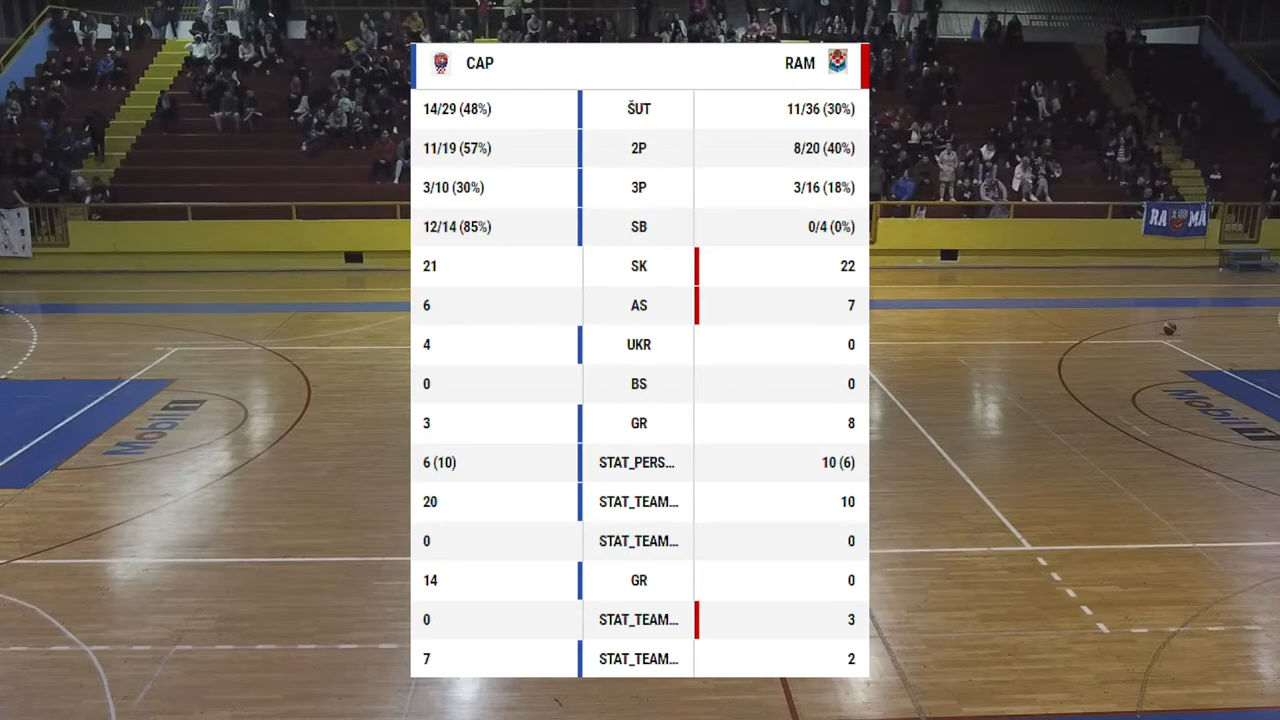 CAP RAM
14/29 (48%) ŠUT 11/36 (30%)
11/19 (57%) 2P 8/20 (40%)
3/10 (30%) 3P 3/16 (18%)
12/14 (85%) SB 0/4 (0%)
21 SK 22
6 AS 7
4 UKR 0
0 BS 0
3 GR 8
6 (10) STAT_PERS... 10 (6)
20 STAT_TEAM... 10
0 STAT_TEAM... 0
14 GR 0
0 STAT_TEAM... 3
7 STAT_TEAM... 2
RAMA
Mobil 1
Mobil 1